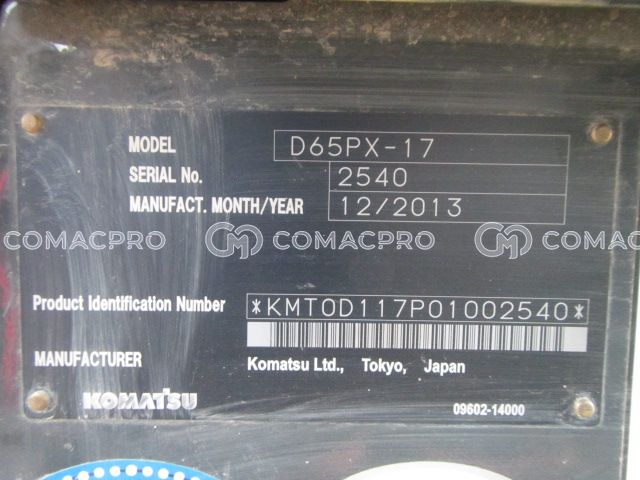 MODEL D65PX-17
SERIAL No. 2540
MANUFACT. MONTH/YEAR 12/2013
COMACPRO COMACPRO COMACPRO
Product Identification Number *KMT0D117P01002540*
MANUFACTURER Komatsu Ltd., Tokyo, Japan
KOMATSU 09602-14000